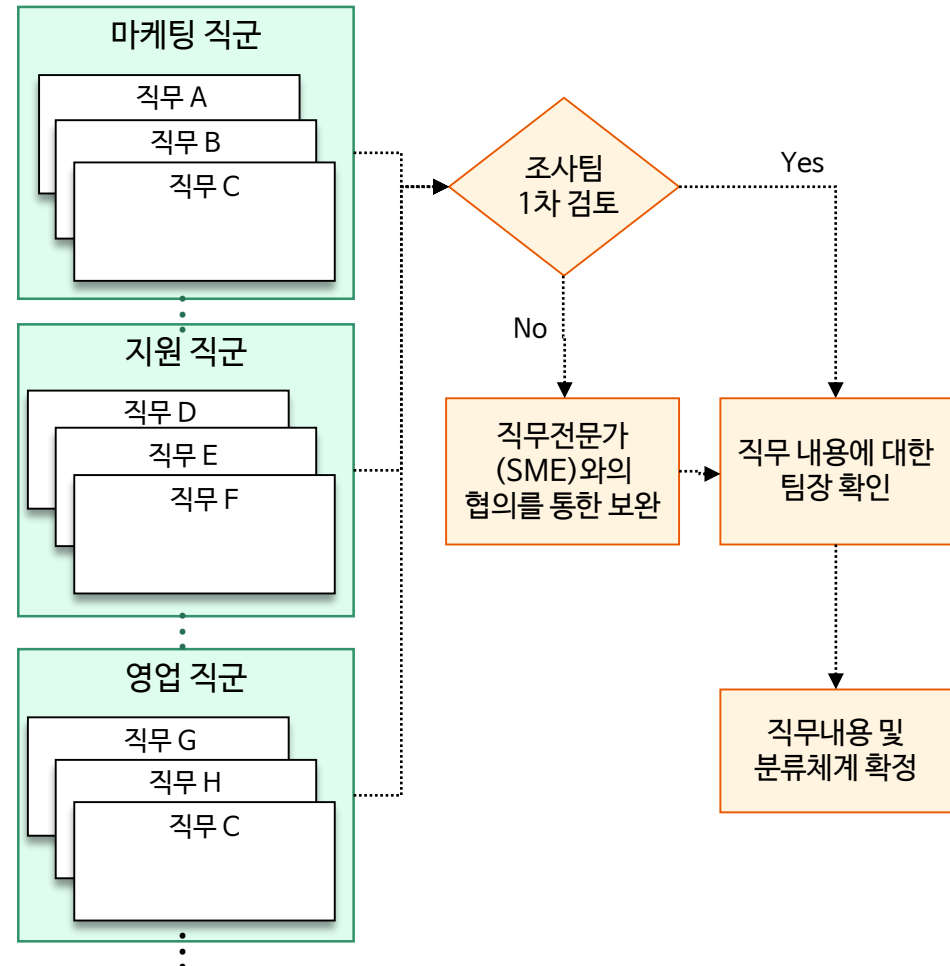 마케팅 직군
직무 A
직무 B
직무 C
지원 직군
직무 D
직무 E
직무 F
영업 직군
직무 G
직무 H
직무 C
조사팀
1차 검토
Yes
No
직무전문가
(SME)와의
협의를 통한 보완
직무 내용에 대한
팀장 확인
직무내용 및
분류체계 확정